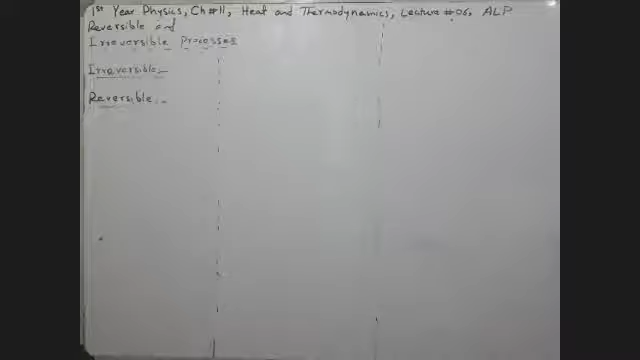 1st Year Physics, Ch #11, Heat and Thermodynamics, Lecture #06, ALP
Reversible and
Irreversible Processes
Irreversible:-
Reversible:-